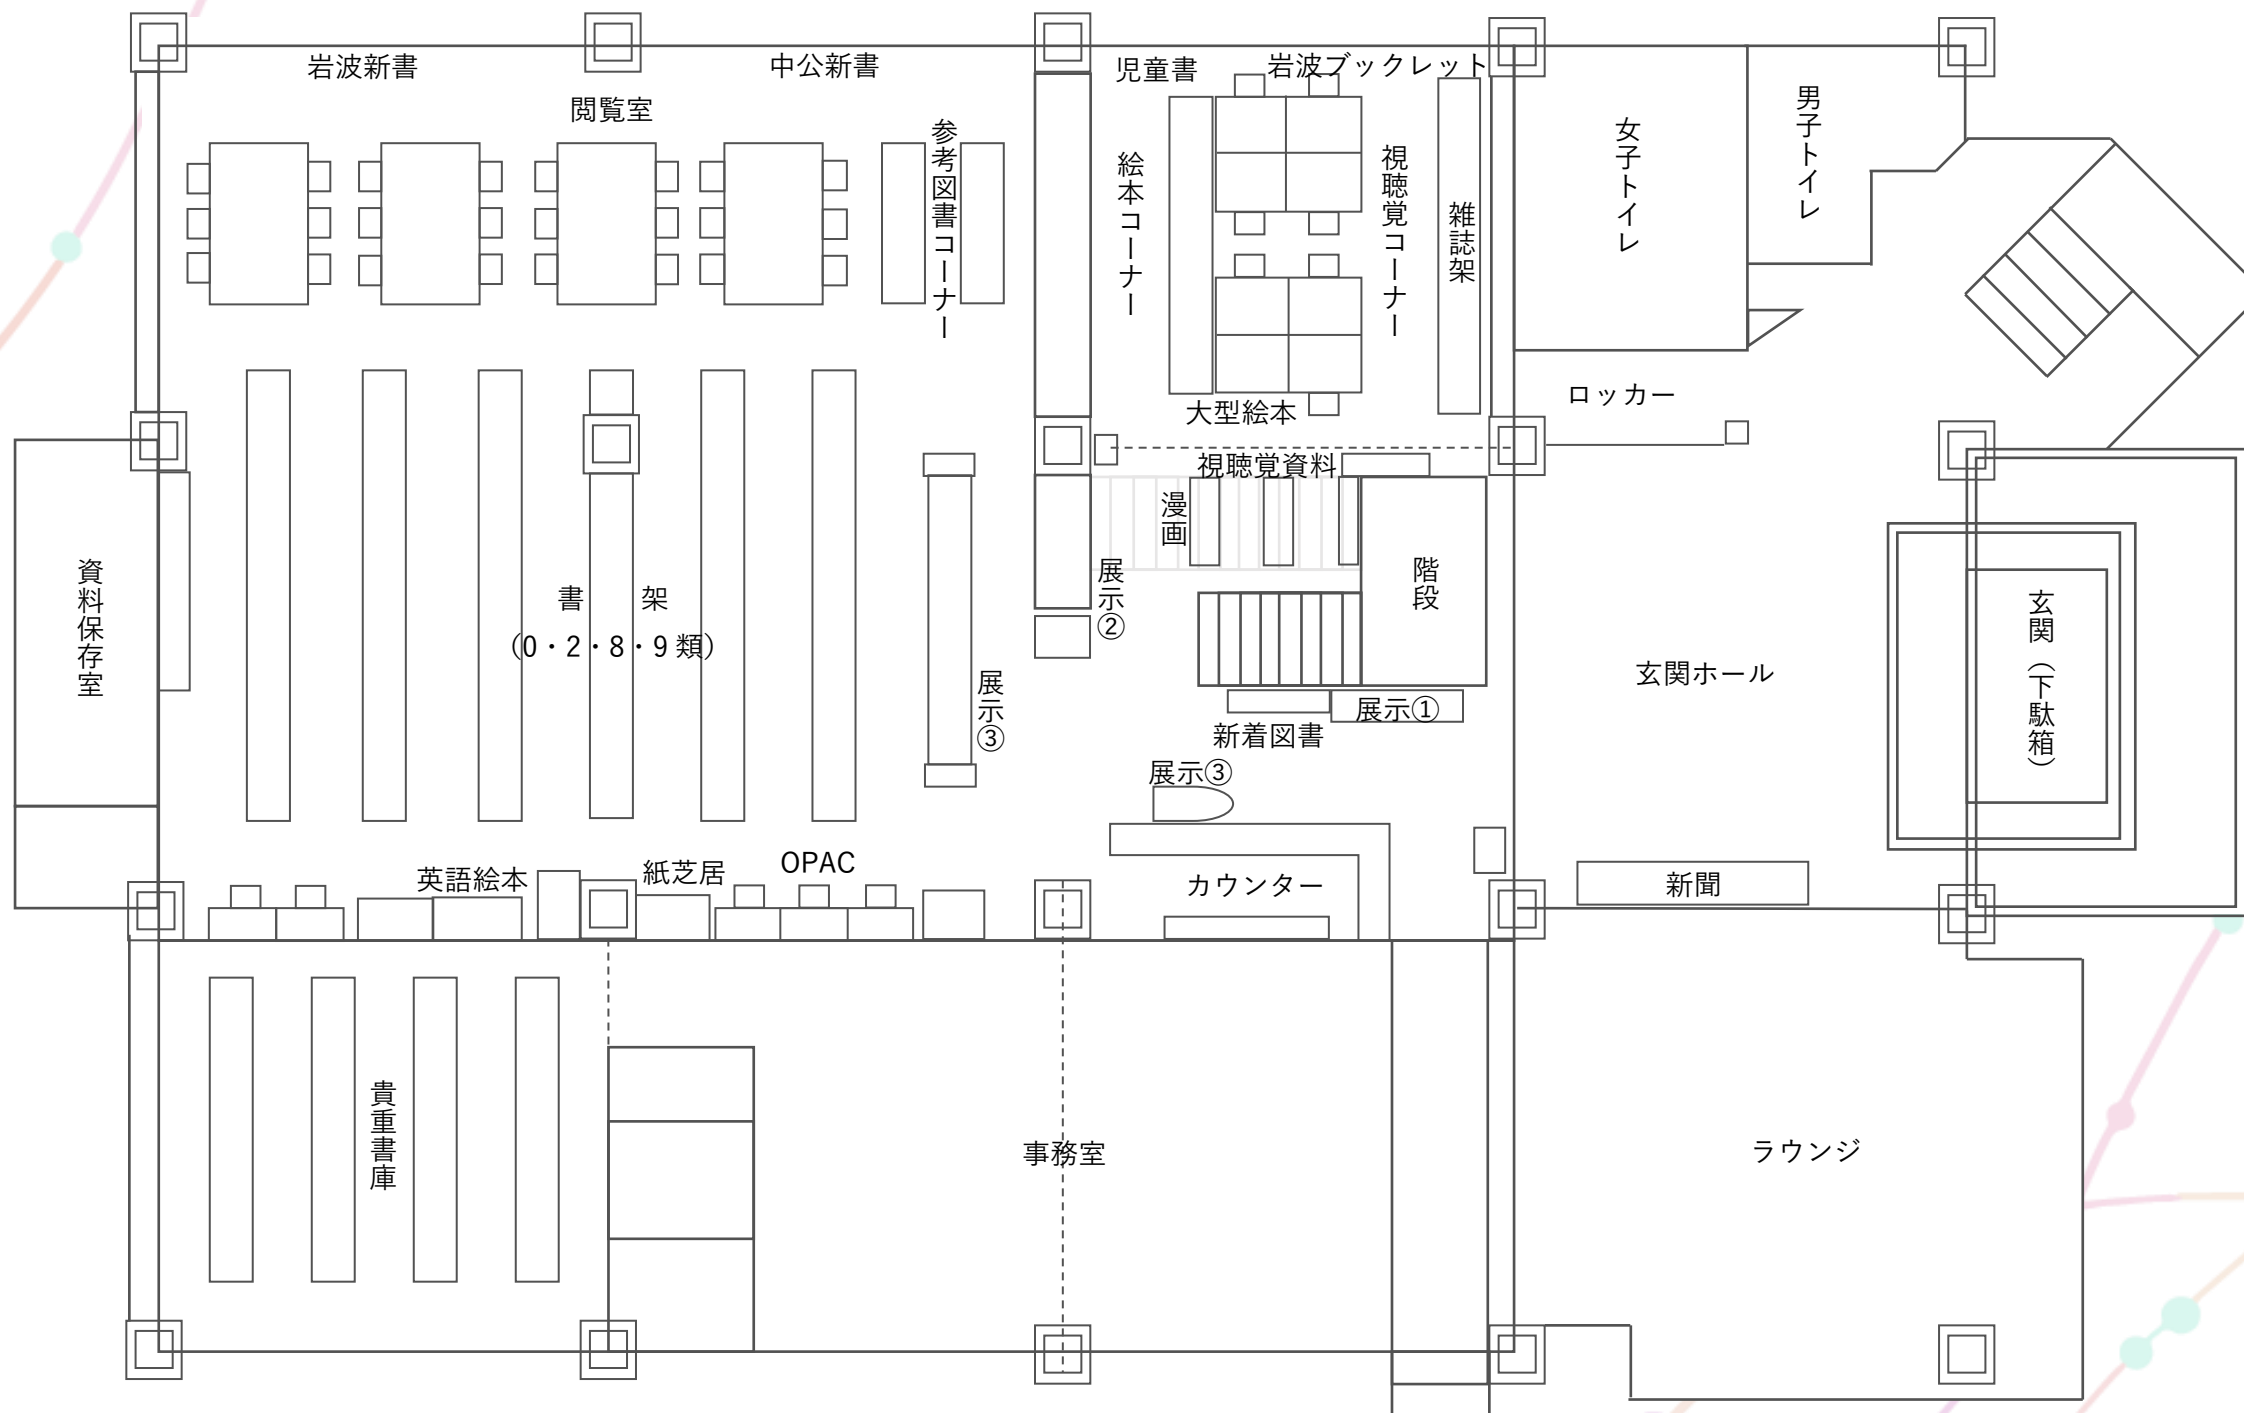 岩波新書
中公新書
児童書
岩波ブックレット
閲覧室
参考図書コーナー
絵本コーナー
視聴覚コーナー
雑誌架
女子トイレ
男子トイレ
大型絵本
ロッカー
視聴覚資料
漫画
展示②
階段
資料保存室
書　架
（0・2・8・9 類）
展示③
展示①
新着図書
展示③
玄関ホール
玄関（下駄箱）
英語絵本
紙芝居
OPAC
カウンター
新聞
貴重書庫
事務室
ラウンジ